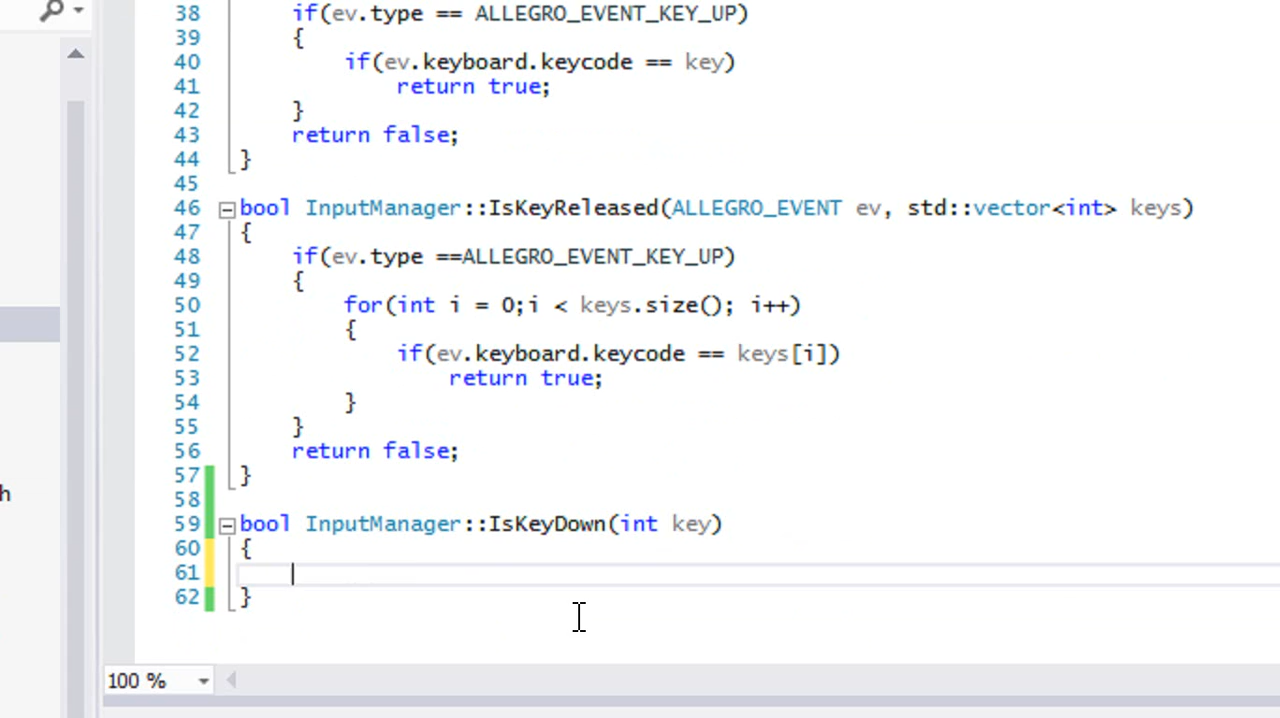 38 if(ev.type == ALLEGRO_EVENT_KEY_UP)
39 {
40 if(ev.keyboard.keycode == key)
41 return true;
42 }
43 return false;
44 }
45
46 bool InputManager::IsKeyReleased(ALLEGRO_EVENT ev, std::vector<int> keys)
47 {
48 if(ev.type ==ALLEGRO_EVENT_KEY_UP)
49 {
50 for(int i = 0;i < keys.size(); i++)
51 {
52 if(ev.keyboard.keycode == keys[i])
53 return true;
54 }
55 }
56 return false;
57 }
58
59 bool InputManager::IsKeyDown(int key)
60 {
61
62 }
h
100 %